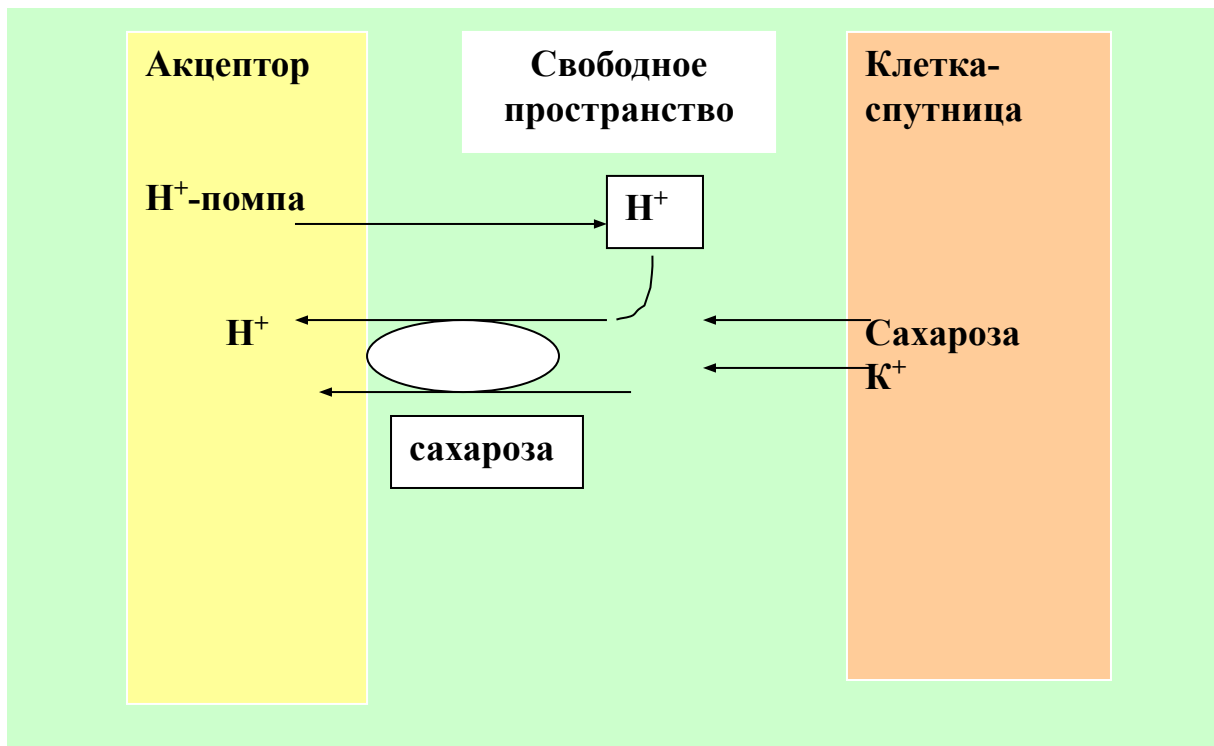 Акцептор
Свободное
пространство
Клетка-
спутница
Н⁺-помпа
Н⁺
Н⁺
Сахароза
К⁺
сахароза